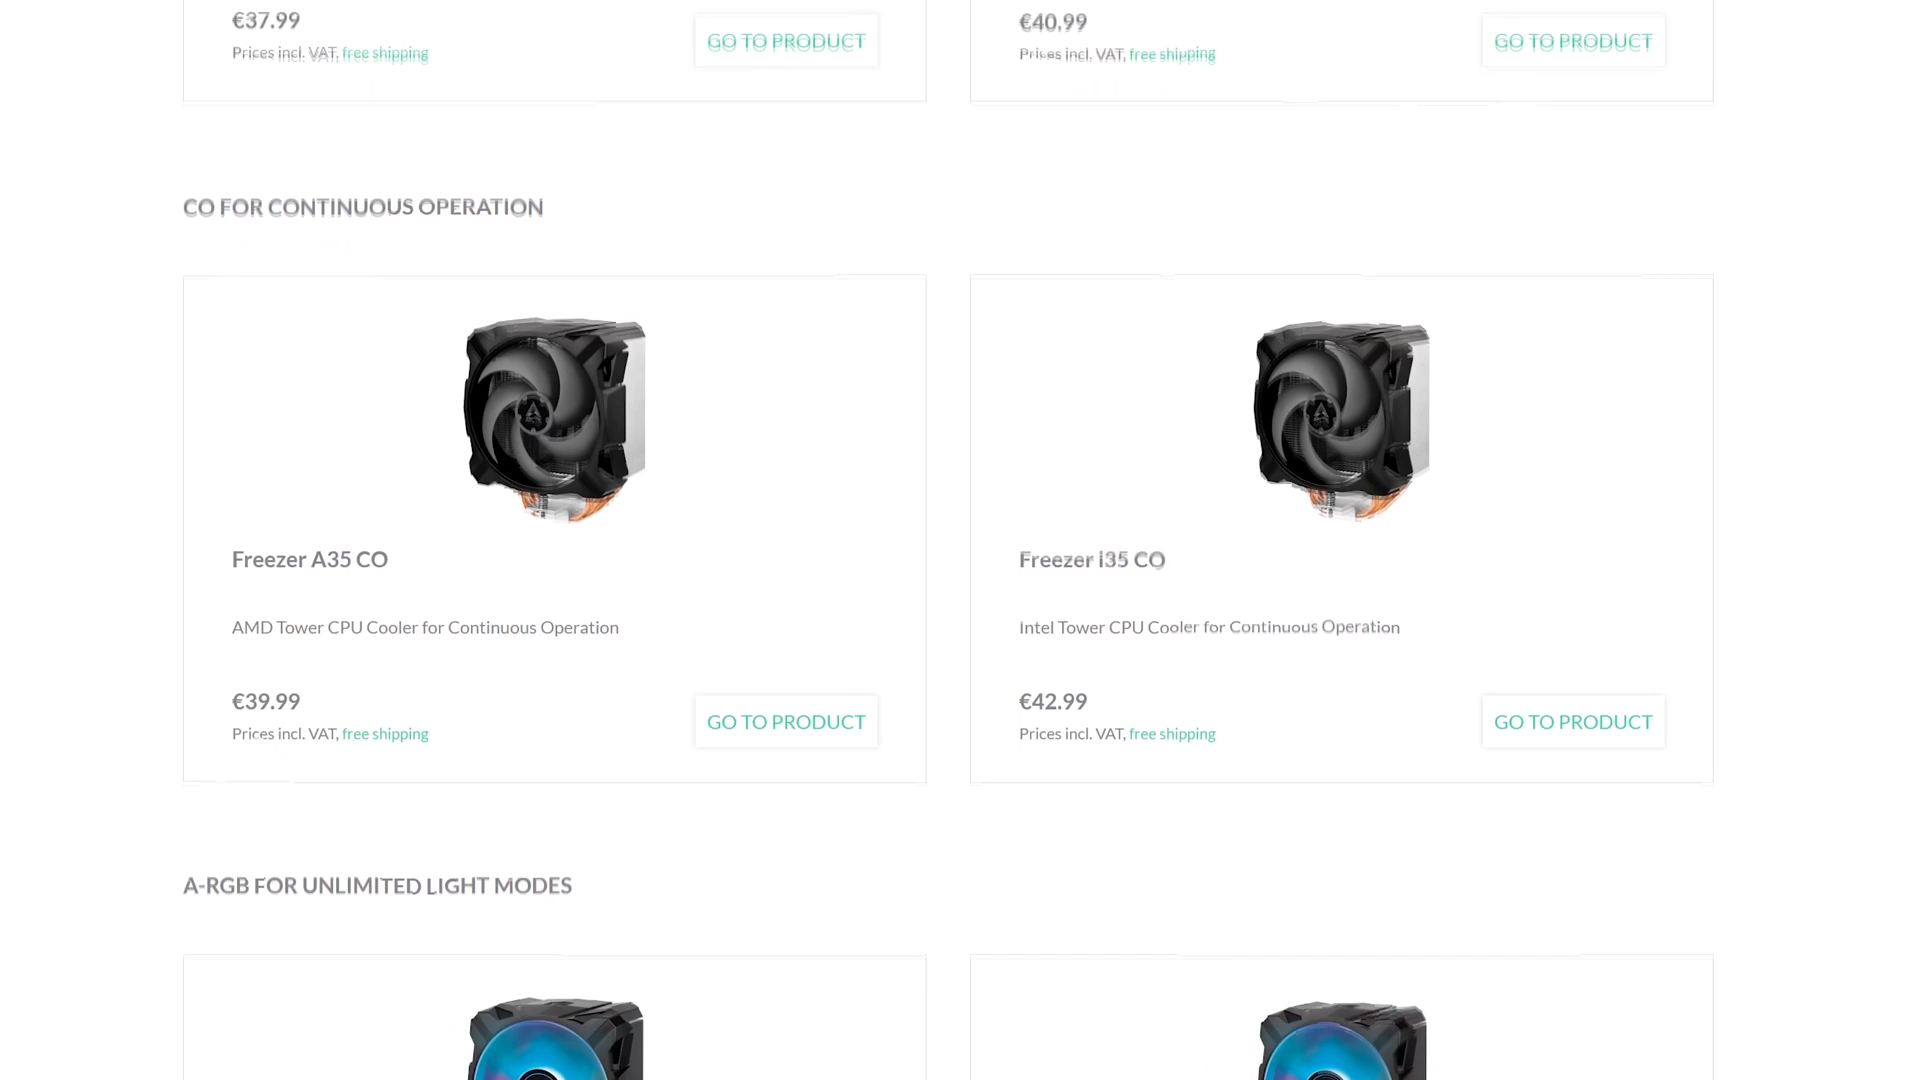 €37.99
Prices incl. VAT, free shipping
GO TO PRODUCT
€40.99
Prices incl. VAT, free shipping
GO TO PRODUCT
CO FOR CONTINUOUS OPERATION
Freezer A35 CO
AMD Tower CPU Cooler for Continuous Operation
€39.99
Prices incl. VAT, free shipping
GO TO PRODUCT
Freezer i35 CO
Intel Tower CPU Cooler for Continuous Operation
€42.99
Prices incl. VAT, free shipping
GO TO PRODUCT
A-RGB FOR UNLIMITED LIGHT MODES